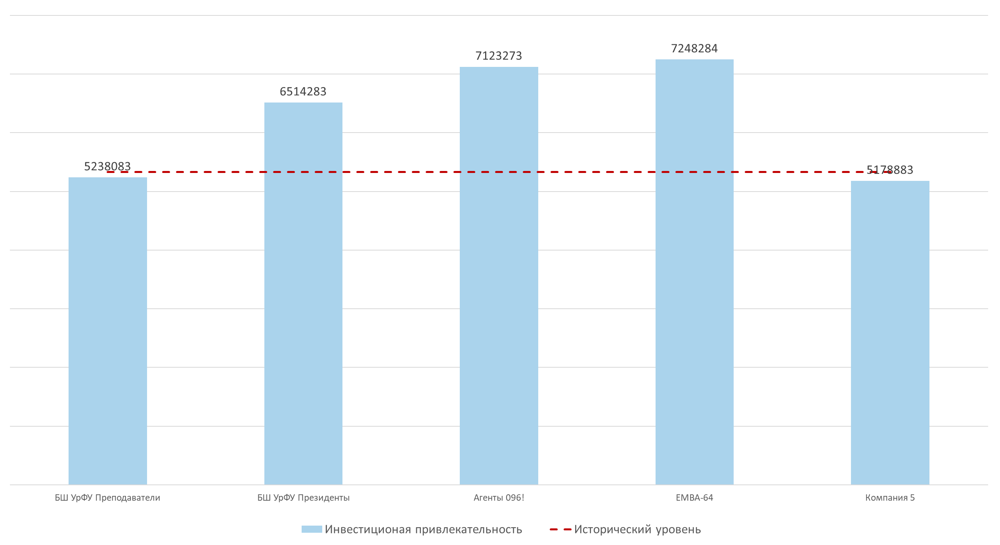 7248284
7123273
6514283
5238083
5178883
БШ УрФУ Преподаватели
БШ УрФУ Президенты
Агенты 096!
ЕМВА-64
Компания 5
Инвестиционая привлекательность
Исторический уровень